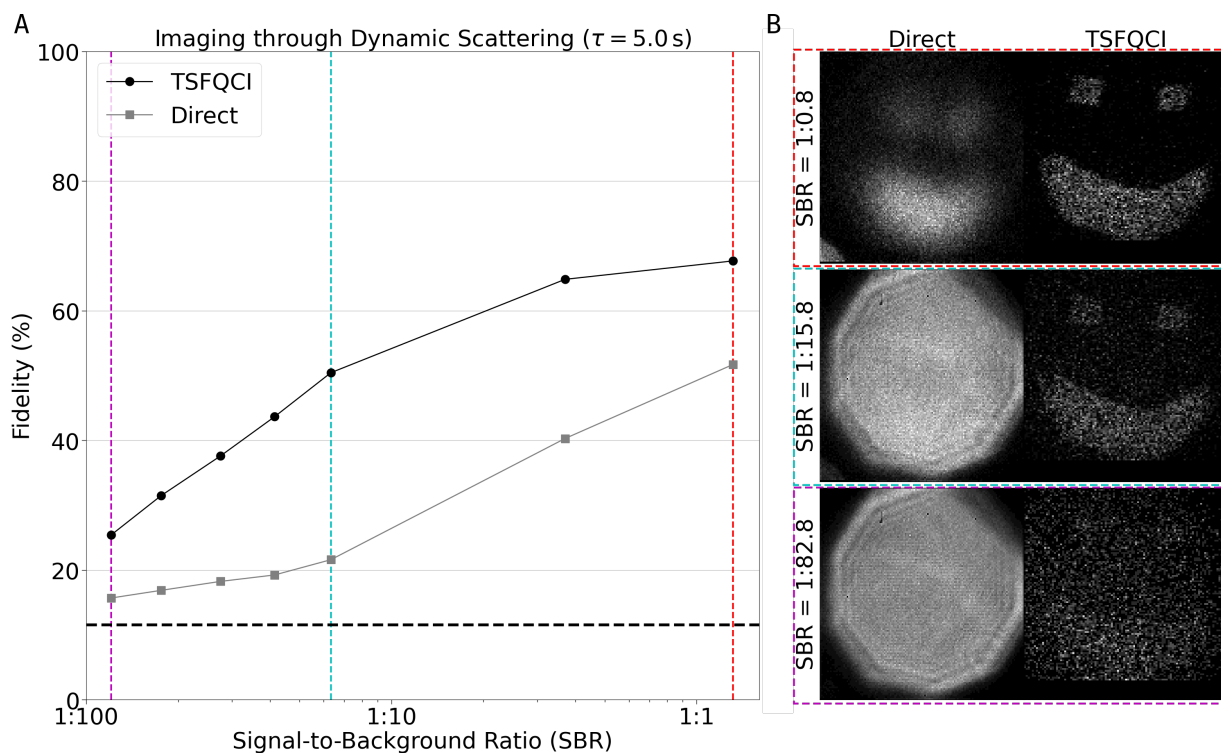 A
Imaging through Dynamic Scattering (τ = 5.0 s)
TSFQCI
Direct
100
80
60
40
20
0
Fidelity (%)
1:100
1:10
1:1
Signal-to-Background Ratio (SBR)
B
Direct
TSFQCI
SBR = 1:0.8
SBR = 1:15.8
SBR = 1:82.8